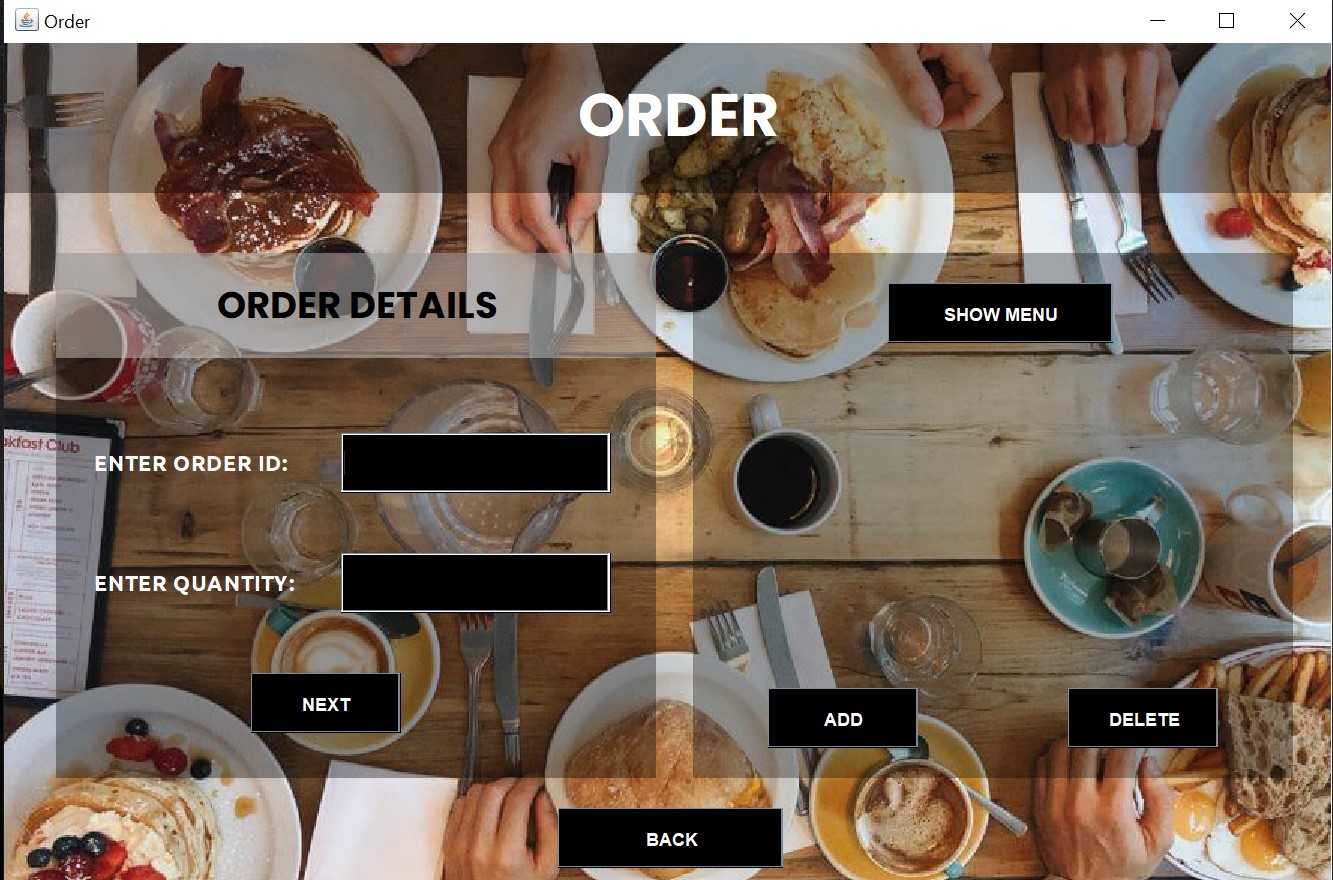 Order
ORDER
ORDER DETAILS
SHOW MENU
ENTER ORDER ID:
ENTER QUANTITY:
NEXT
ADD
DELETE
BACK
akfast Club